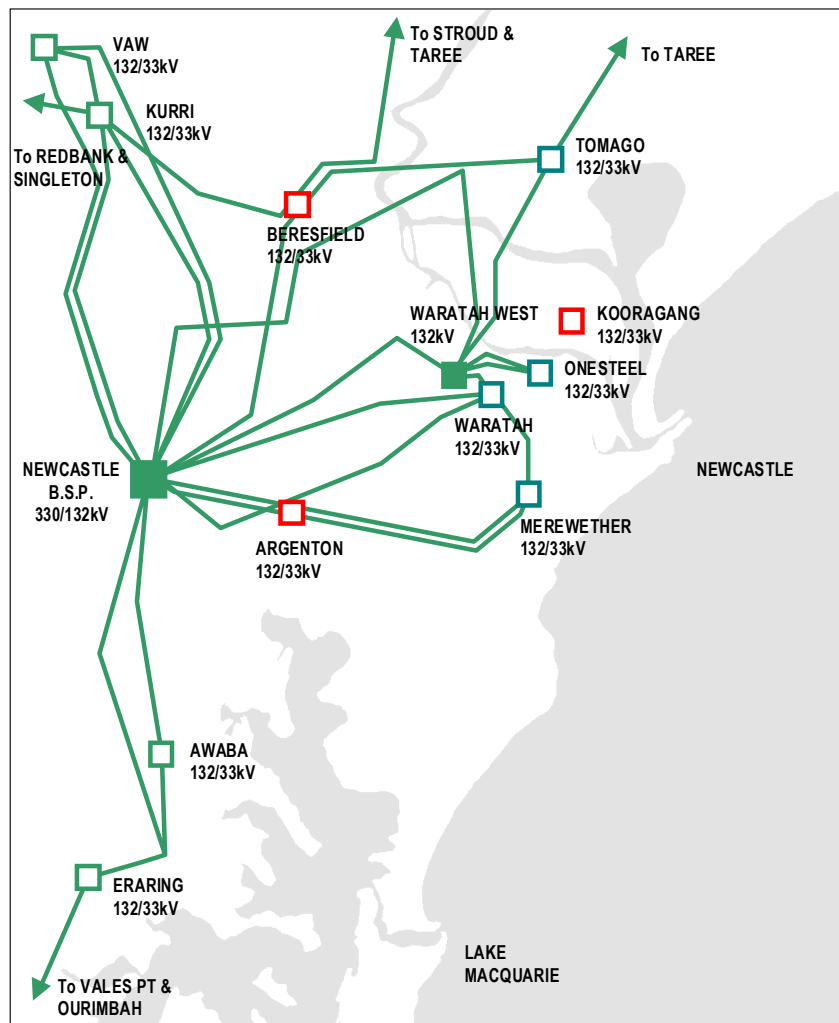 To STROUD &
TAREE
VAW
132/33kV
To TAREE
KURRI
132/33kV
To REDBANK &
SINGLETON
TOMAGO
132/33kV
BERESFIELD
132/33kV
WARATAH WEST
132kV
KOORAGANG
132/33kV
ONESTEEL
132/33kV
WARATAH
132/33kV
NEWCASTLE
B.S.P.
330/132kV
NEWCASTLE
MEREWETHER
132/33kV
ARGENTON
132/33kV
AWABA
132/33kV
ERARING
132/33kV
LAKE
MACQUARIE
To VALES PT &
OURIMBAH